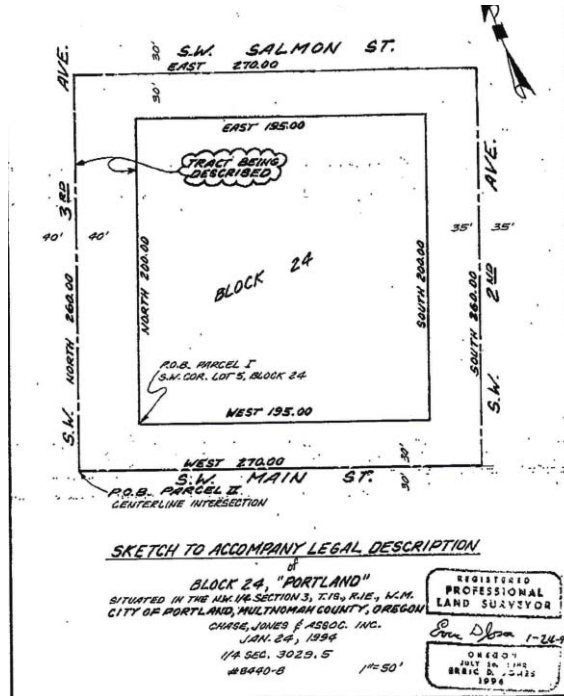 S.W. SALMON ST.
EAST 270.00
30'
30'
EAST 195.00
TRACT BEING
DESCRIBED
S.W. 3RD AVE.
NORTH 260.00
40' 40'
NORTH 200.00
BLOCK 24
SOUTH 200.00
35' 35'
S.W. 2ND AVE.
SOUTH 260.00
P.O.B. PARCEL I
S.W. COR. LOT 5, BLOCK 24
WEST 195.00
WEST 270.00
30'
30'
S.W. MAIN ST.
P.O.B. PARCEL II
CENTERLINE INTERSECTION
SKETCH TO ACCOMPANY LEGAL DESCRIPTION
of
BLOCK 24, "PORTLAND"
SITUATED IN THE N.W. 1/4 SECTION 3, T.1S., R.1E., W.M.
CITY OF PORTLAND, MULTNOMAH COUNTY, OREGON
CHASE, JONES & ASSOC. INC.
JAN. 24, 1994
1/4 SEC. 3029.5
#8440-B 1"=50'
REGISTERED
PROFESSIONAL
LAND SURVEYOR
OREGON
ERIC D. JONES
1994